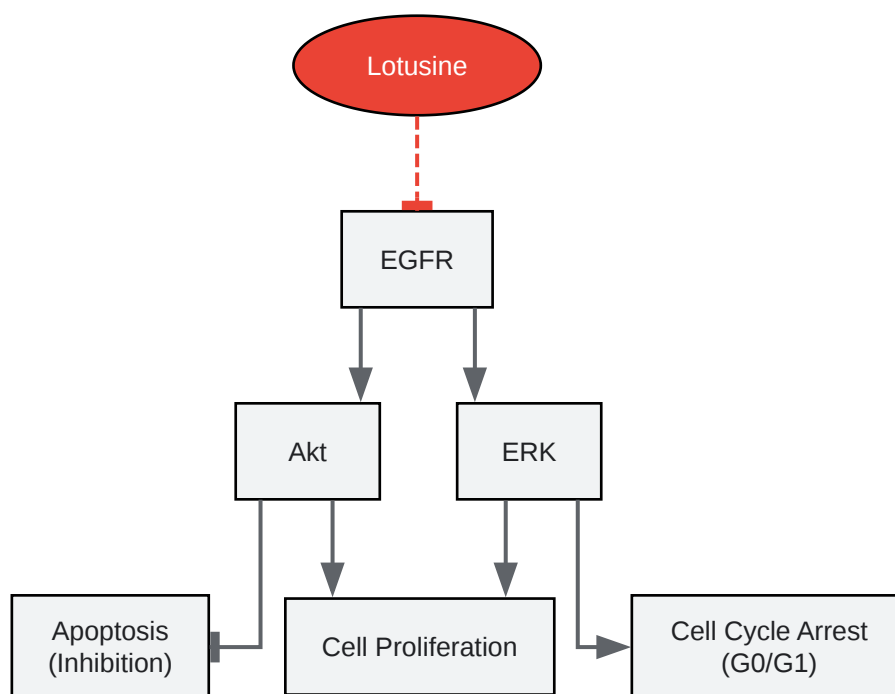 Lotusine
EGFR
Akt
ERK
Apoptosis
(Inhibition)
Cell Proliferation
Cell Cycle Arrest
(G0/G1)